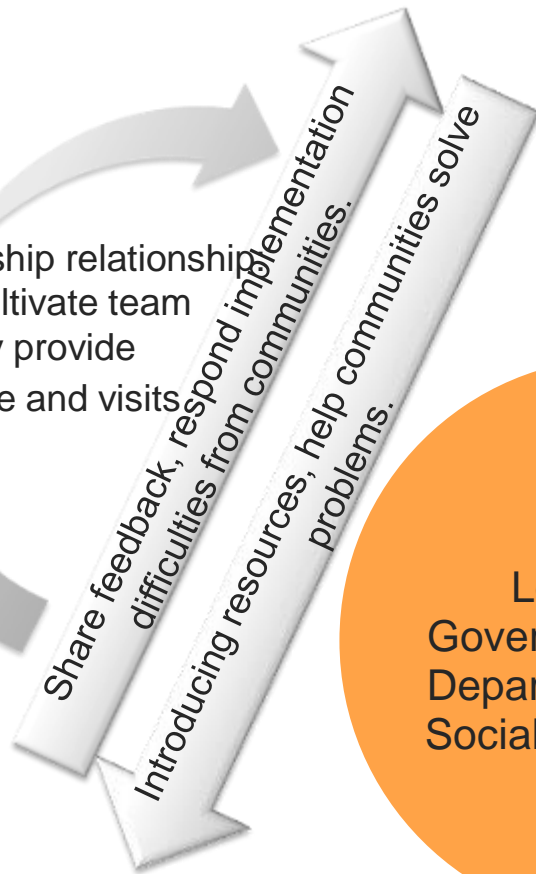 ship relationship
ltivate team
y provide
e and visits
Share feedback, respond implementation
difficulties from communities.
Introducing resources, help communities solve
problems.
L
Gover
Depar
Social